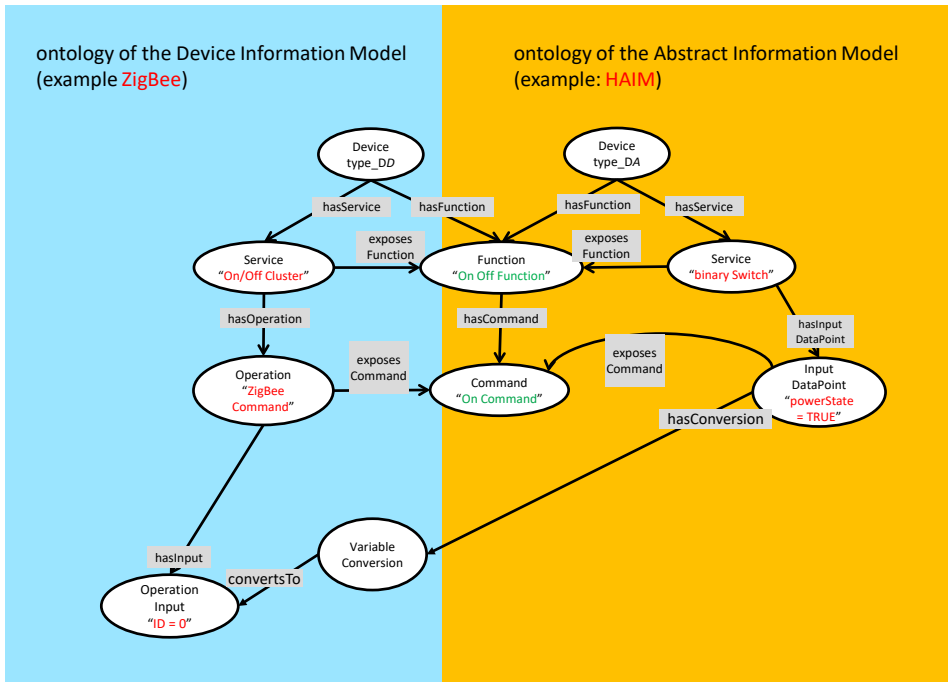 ontology of the Device Information Model
(example ZigBee)
ontology of the Abstract Information Model
(example: HAIM)
Device
type_DD
Device
type_DA
hasService
hasFunction
hasFunction
hasService
exposes
Function
exposes
Function
Service
“On/Off Cluster”
Function
“On Off Function”
Service
“binary Switch”
hasOperation
hasCommand
hasInput
DataPoint
exposes
Command
exposes
Command
Operation
“ZigBee
Command”
Command
“On Command”
Input
DataPoint
“powerState
= TRUE”
hasConversion
Variable
Conversion
hasInput
convertsTo
Operation
Input
“ID = 0”